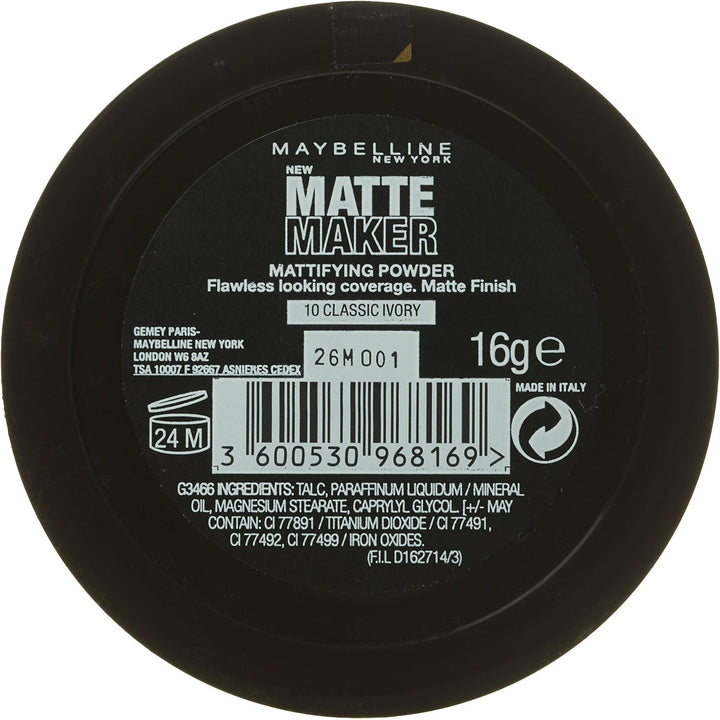 MAYBELLINE
NEW YORK
NEW
MATTE
MAKER
MATTIFYING POWDER
Flawless looking coverage. Matte Finish
10 CLASSIC IVORY
GEMEY PARIS-
MAYBELLINE NEW YORK
LONDON W6 8AZ
TSA 10007 F 92667 ASNIERES CEDEX
26M001
16g e
MADE IN ITALY
24 M
3 600530 968169 >
G3466 INGREDIENTS: TALC, PARAFFINUM LIQUIDUM / MINERAL
OIL, MAGNESIUM STEARATE, CAPRYLYL GLYCOL. [+/- MAY
CONTAIN: CI 77891 / TITANIUM DIOXIDE / CI 77491,
CI 77492, CI 77499 / IRON OXIDES.
(F.I.L D162714/3)